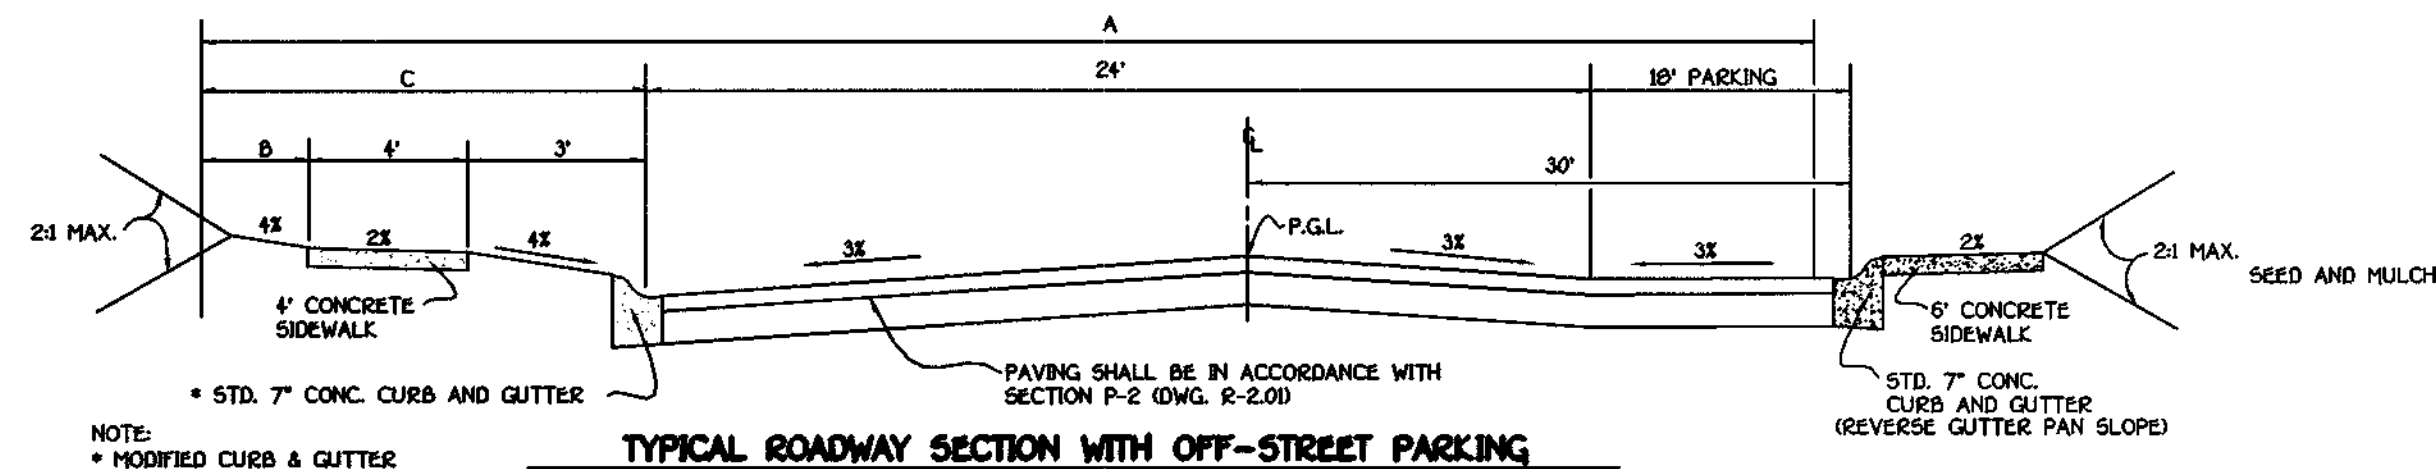 A
C
24'
18' PARKING
B
4'
3'
30'
℄
2:1 MAX.
4%
2%
4%
3%
P.G.L.
3%
3%
2%
2:1 MAX.
SEED AND MULCH
4' CONCRETE
SIDEWALK
6' CONCRETE
SIDEWALK
* STD. 7" CONC. CURB AND GUTTER
PAVING SHALL BE IN ACCORDANCE WITH
SECTION P-2 (DWG. R-2.01)
STD. 7" CONC.
CURB AND GUTTER
(REVERSE GUTTER PAN SLOPE)
NOTE:
* MODIFIED CURB & GUTTER
TYPICAL ROADWAY SECTION WITH OFF-STREET PARKING